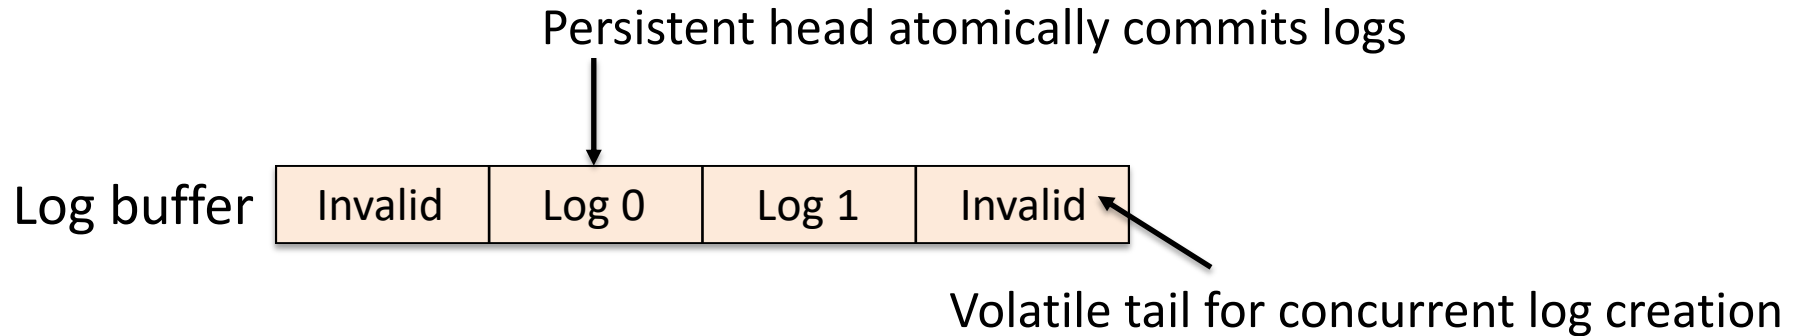 Persistent head atomically commits logs
Log buffer Invalid Log 0 Log 1 Invalid
Volatile tail for concurrent log creation